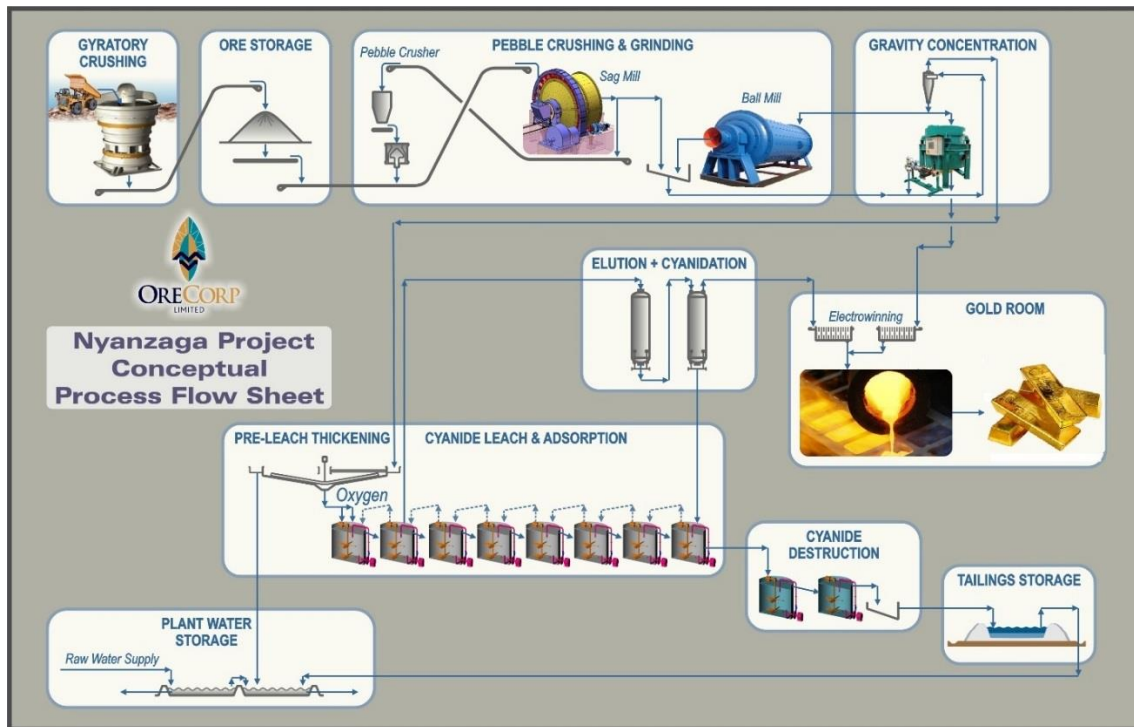 GYRATORY
CRUSHING
ORE STORAGE
PEBBLE CRUSHING & GRINDING
Pebble Crusher
Sag Mill
Ball Mill
GRAVITY CONCENTRATION
ORECORP
LIMITED
Nyanzaga Project
Conceptual
Process Flow Sheet
ELUTION + CYANIDATION
GOLD ROOM
Electrowinning
PRE-LEACH THICKENING
CYANIDE LEACH & ADSORPTION
Oxygen
CYANIDE
DESTRUCTION
TAILINGS STORAGE
PLANT WATER
STORAGE
Raw Water Supply